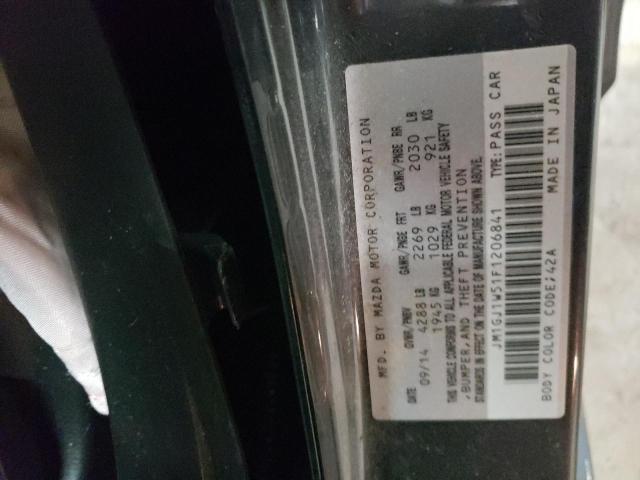 MFD. BY MAZDA MOTOR CORPORATION
DATE GVWR/PNBV GAWR/PNBE FRT GAWR/PNBE RR
09/14 4288 LB 2269 LB 2030 LB
1945 KG 1029 KG 921 KG
THIS VEHICLE CONFORMS TO ALL APPLICABLE FEDERAL MOTOR VEHICLE SAFETY
,BUMPER,AND THEFT PREVENTION
STANDARDS IN EFFECT ON THE DATE OF MANUFACTURE SHOWN ABOVE.
JM1GJ1W51F1206841 TYPE:PASS CAR
BODY COLOR CODE;42A MADE IN JAPAN